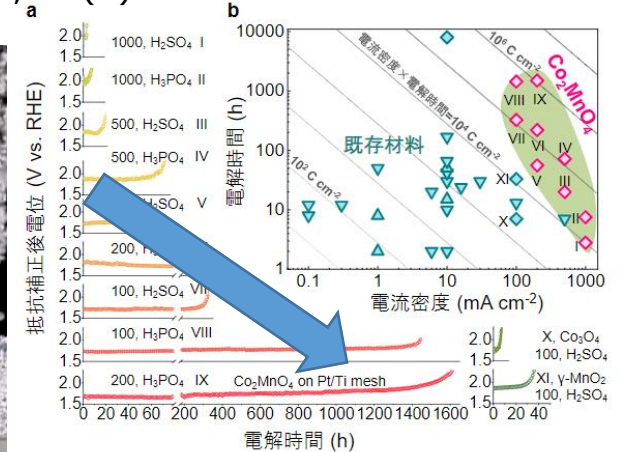 a
2.0
1.5
1000, H₂SO₄ I
2.0
1.5
1000, H₃PO₄ II
2.0
1.5
500, H₂SO₄ III
2.0
1.5
500, H₃PO₄ IV
2.0
1.5
H₂SO₄ V
2.0
1.5
200, H₃PO₄
2.0
1.5
100, H₂SO₄ VII
2.0
1.5
100, H₃PO₄ VIII
2.0
1.5
200, H₃PO₄ IX
Co₂MnO₄ on Pt/Ti mesh
0 20 40 60 200 400 600 800 1000 1200 1400 1600
電解時間 (h)
抵抗補正後電位 (V vs. RHE)
b
10000
1000
100
10
1
電解時間 (h)
0.1 1 10 100 1000
電流密度 (mA cm⁻²)
電流密度×電解時間=10⁴ C cm⁻²
10⁶ C cm⁻²
10² C cm⁻²
既存材料
Co₂MnO₄
VIII IX
VII VI IV
XI V III
X II
I
2.0
1.5
X, Co₃O₄
100, H₂SO₄
2.0
1.5
XI, γ-MnO₂
100, H₂SO₄
0 20 40